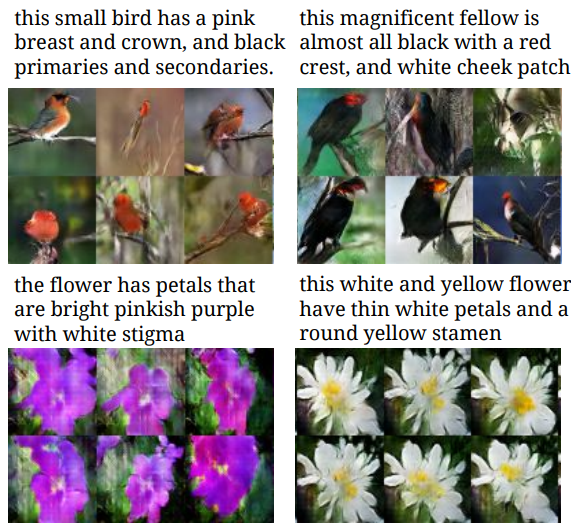 this small bird has a pink
breast and crown, and black
primaries and secondaries.
this magnificent fellow is
almost all black with a red
crest, and white cheek patch
the flower has petals that
are bright pinkish purple
with white stigma
this white and yellow flower
have thin white petals and a
round yellow stamen